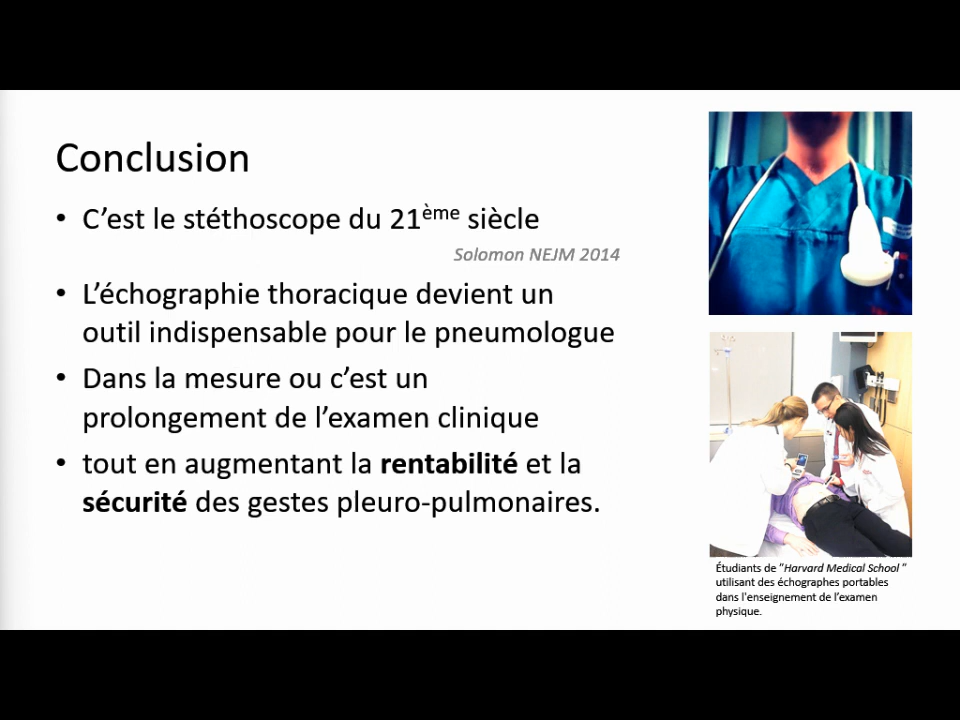 Conclusion
• C’est le stéthoscope du 21ème siècle
Solomon NEJM 2014
• L’échographie thoracique devient un
outil indispensable pour le pneumologue
• Dans la mesure ou c’est un
prolongement de l’examen clinique
• tout en augmentant la rentabilité et la
sécurité des gestes pleuro-pulmonaires.
Étudiants de "Harvard Medical School "
utilisant des échographes portables
dans l'enseignement de l’examen
physique.